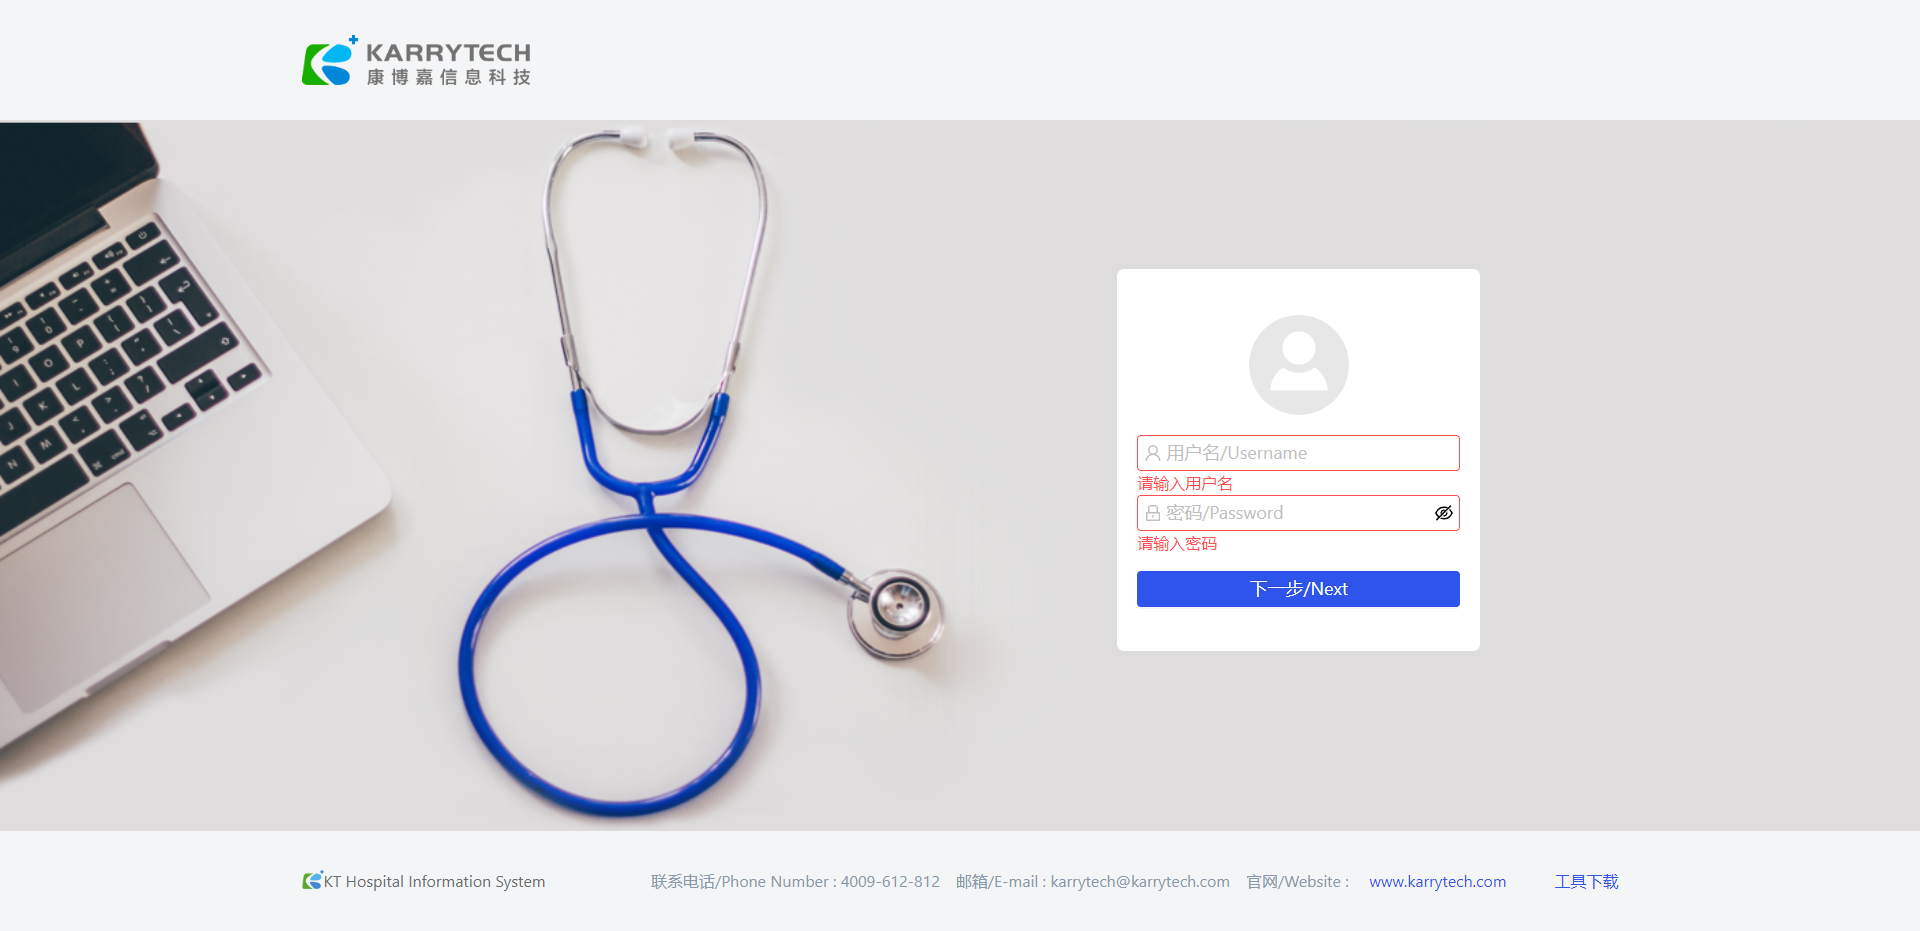 KARRYTECH
康博嘉信息科技
用户名/Username
请输入用户名
密码/Password
请输入密码
下一步/Next
KT Hospital Information System
联系电话/Phone Number : 4009-612-812 邮箱/E-mail : karrytech@karrytech.com 官网/Website : www.karrytech.com 工具下载